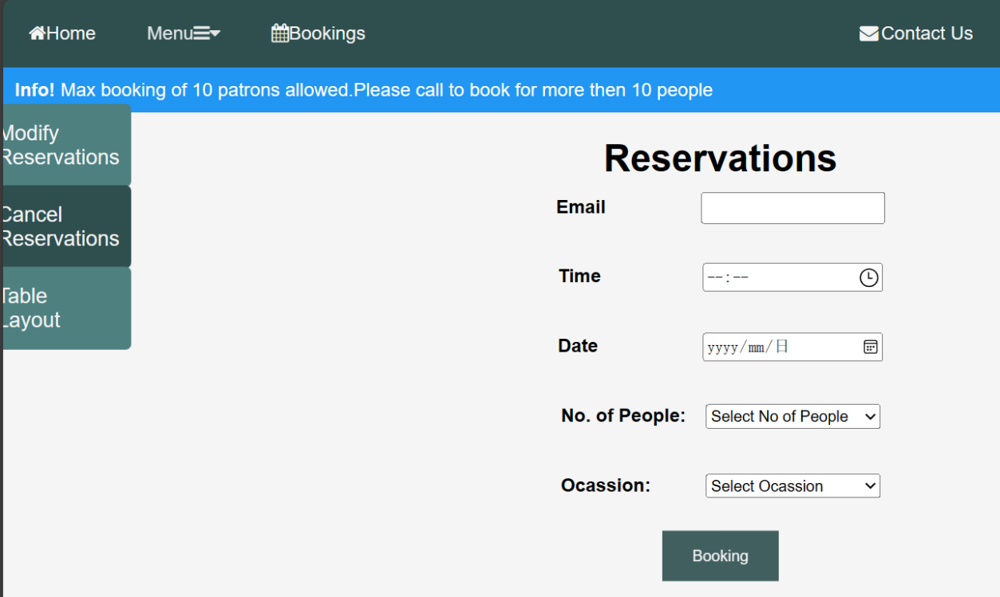 Home Menu Bookings Contact Us
Info! Max booking of 10 patrons allowed.Please call to book for more then 10 people
Modify
Reservations
Cancel
Reservations
Table
Layout
Reservations
Email
Time --:--
Date yyyy/mm/日
No. of People: Select No of People
Ocassion: Select Ocassion
Booking